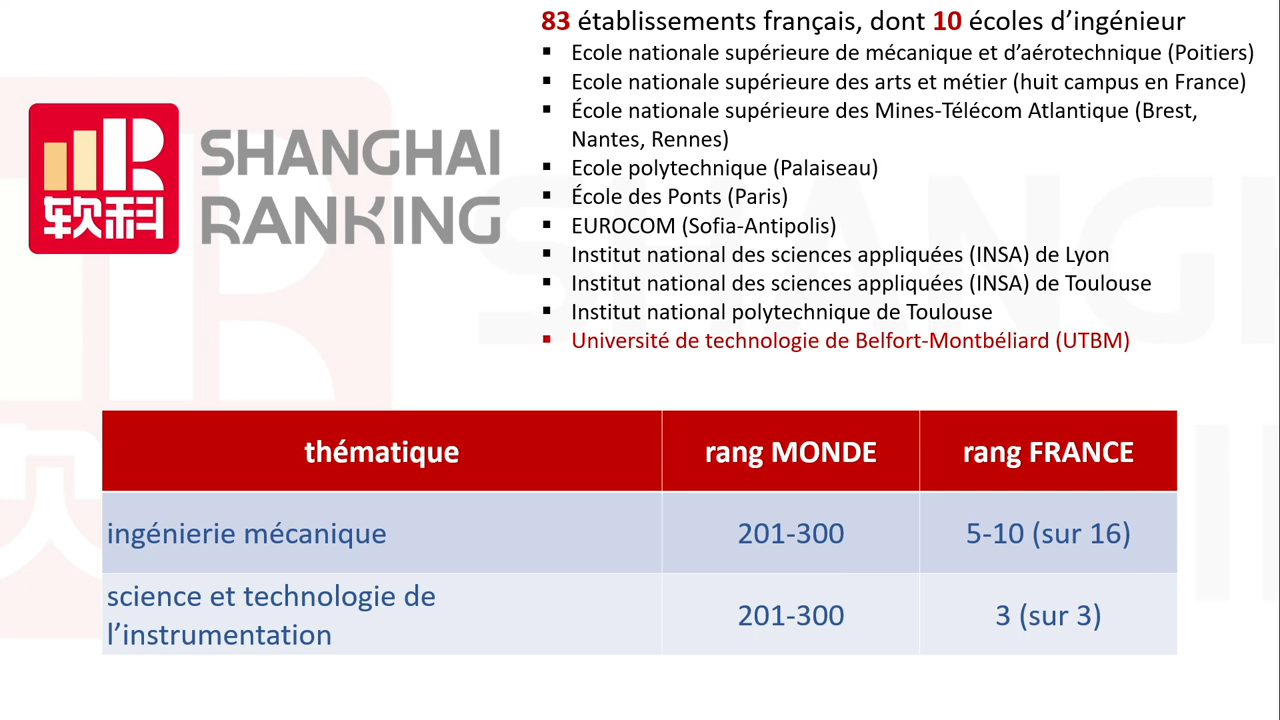 83 établissements français, dont 10 écoles d’ingénieur
▪ Ecole nationale supérieure de mécanique et d’aérotechnique (Poitiers)
▪ Ecole nationale supérieure des arts et métier (huit campus en France)
▪ École nationale supérieure des Mines-Télécom Atlantique (Brest,
Nantes, Rennes)
▪ Ecole polytechnique (Palaiseau)
▪ École des Ponts (Paris)
▪ EUROCOM (Sofia-Antipolis)
▪ Institut national des sciences appliquées (INSA) de Lyon
▪ Institut national des sciences appliquées (INSA) de Toulouse
▪ Institut national polytechnique de Toulouse
▪ Université de technologie de Belfort-Montbéliard (UTBM)
软科
SHANGHAI
RANKING
thématique rang MONDE rang FRANCE
ingénierie mécanique 201-300 5-10 (sur 16)
science et technologie de
l’instrumentation 201-300 3 (sur 3)